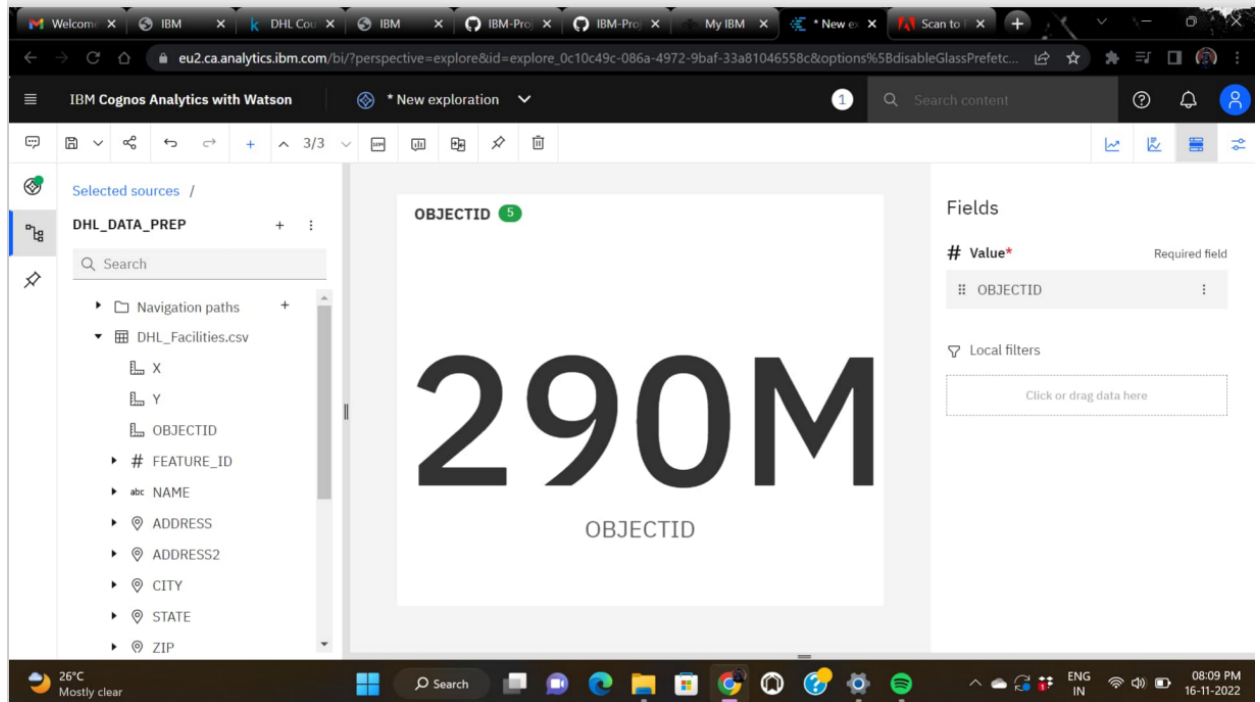 Welcome
IBM
DHL Cou
IBM
IBM-Proj
IBM-Proj
My IBM
* New ex
Scan to
eu2.ca.analytics.ibm.com/bi/?perspective=explore&id=explore_0c10c49c-086a-4972-9baf-33a81046558c&options%5BdisableGlassPrefetc...
IBM Cognos Analytics with Watson
* New exploration
1
Search content
3/3
Selected sources /
DHL_DATA_PREP
Search
Navigation paths
DHL_Facilities.csv
X
Y
OBJECTID
# FEATURE_ID
abc NAME
ADDRESS
ADDRESS2
CITY
STATE
ZIP
OBJECTID 5
290M
OBJECTID
Fields
# Value* Required field
OBJECTID
Local filters
Click or drag data here
26°C
Mostly clear
Search
ENG
IN
08:09 PM
16-11-2022